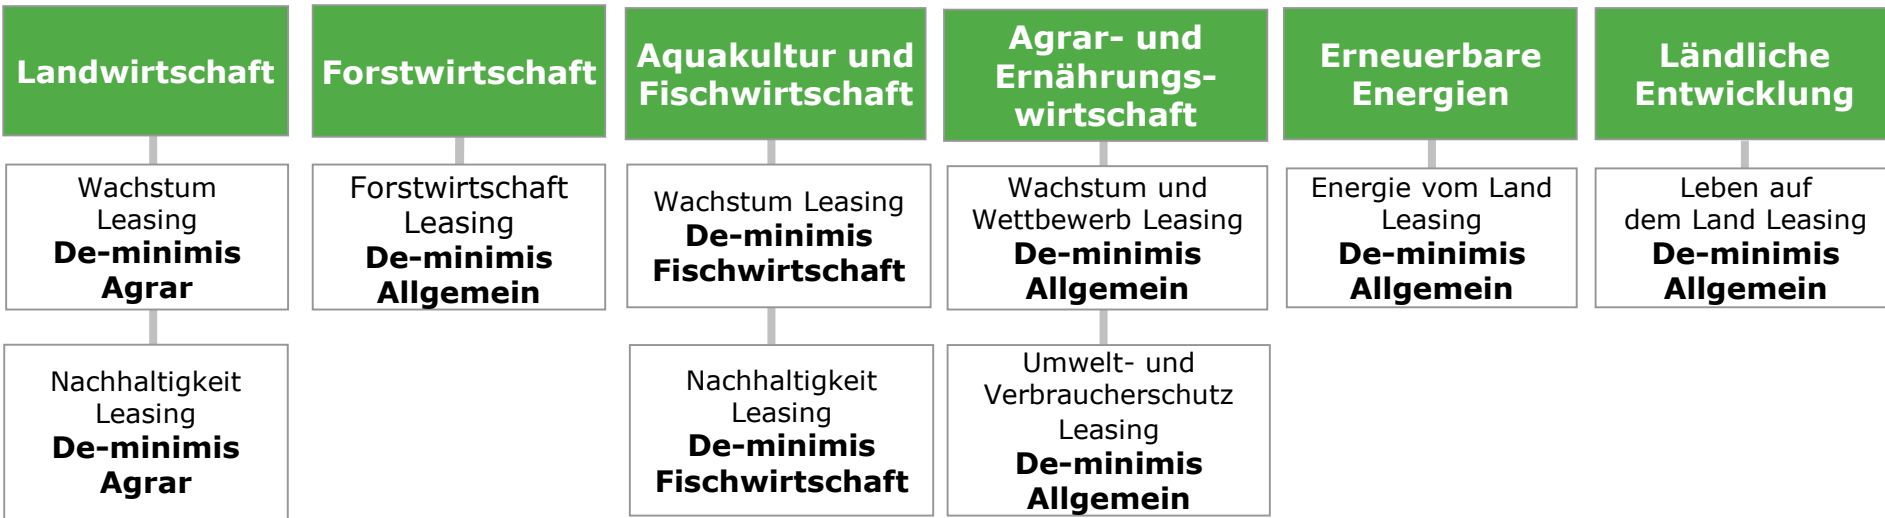 Landwirtschaft
Wachstum
Leasing
De-minimis
Agrar
Nachhaltigkeit
Leasing
De-minimis
Agrar
Forstwirtschaft
Forstwirtschaft
Leasing
De-minimis
Allgemein
Aquakultur und
Fischwirtschaft
Wachstum Leasing
De-minimis
Fischwirtschaft
Nachhaltigkeit
Leasing
De-minimis
Fischwirtschaft
Agrar- und
Ernährungs-
wirtschaft
Wachstum und
Wettbewerb Leasing
De-minimis
Allgemein
Umwelt- und
Verbraucherschutz
Leasing
De-minimis
Allgemein
Erneuerbare
Energien
Energie vom Land
Leasing
De-minimis
Allgemein
Ländliche
Entwicklung
Leben auf
dem Land Leasing
De-minimis
Allgemein